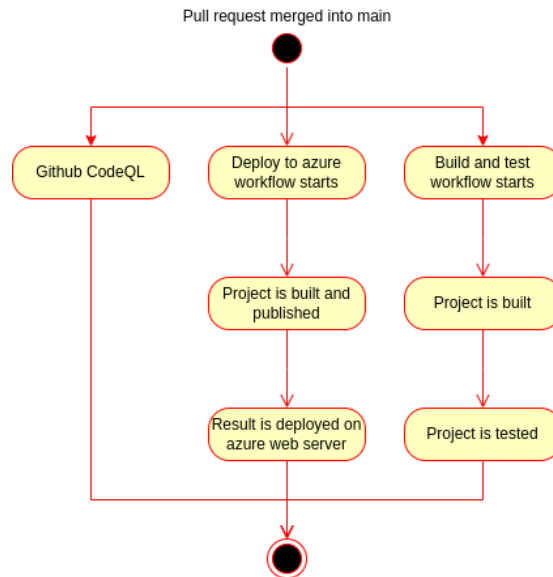 Pull request merged into main
Github CodeQL
Deploy to azure
workflow starts
Build and test
workflow starts
Project is built and
published
Project is built
Result is deployed on
azure web server
Project is tested